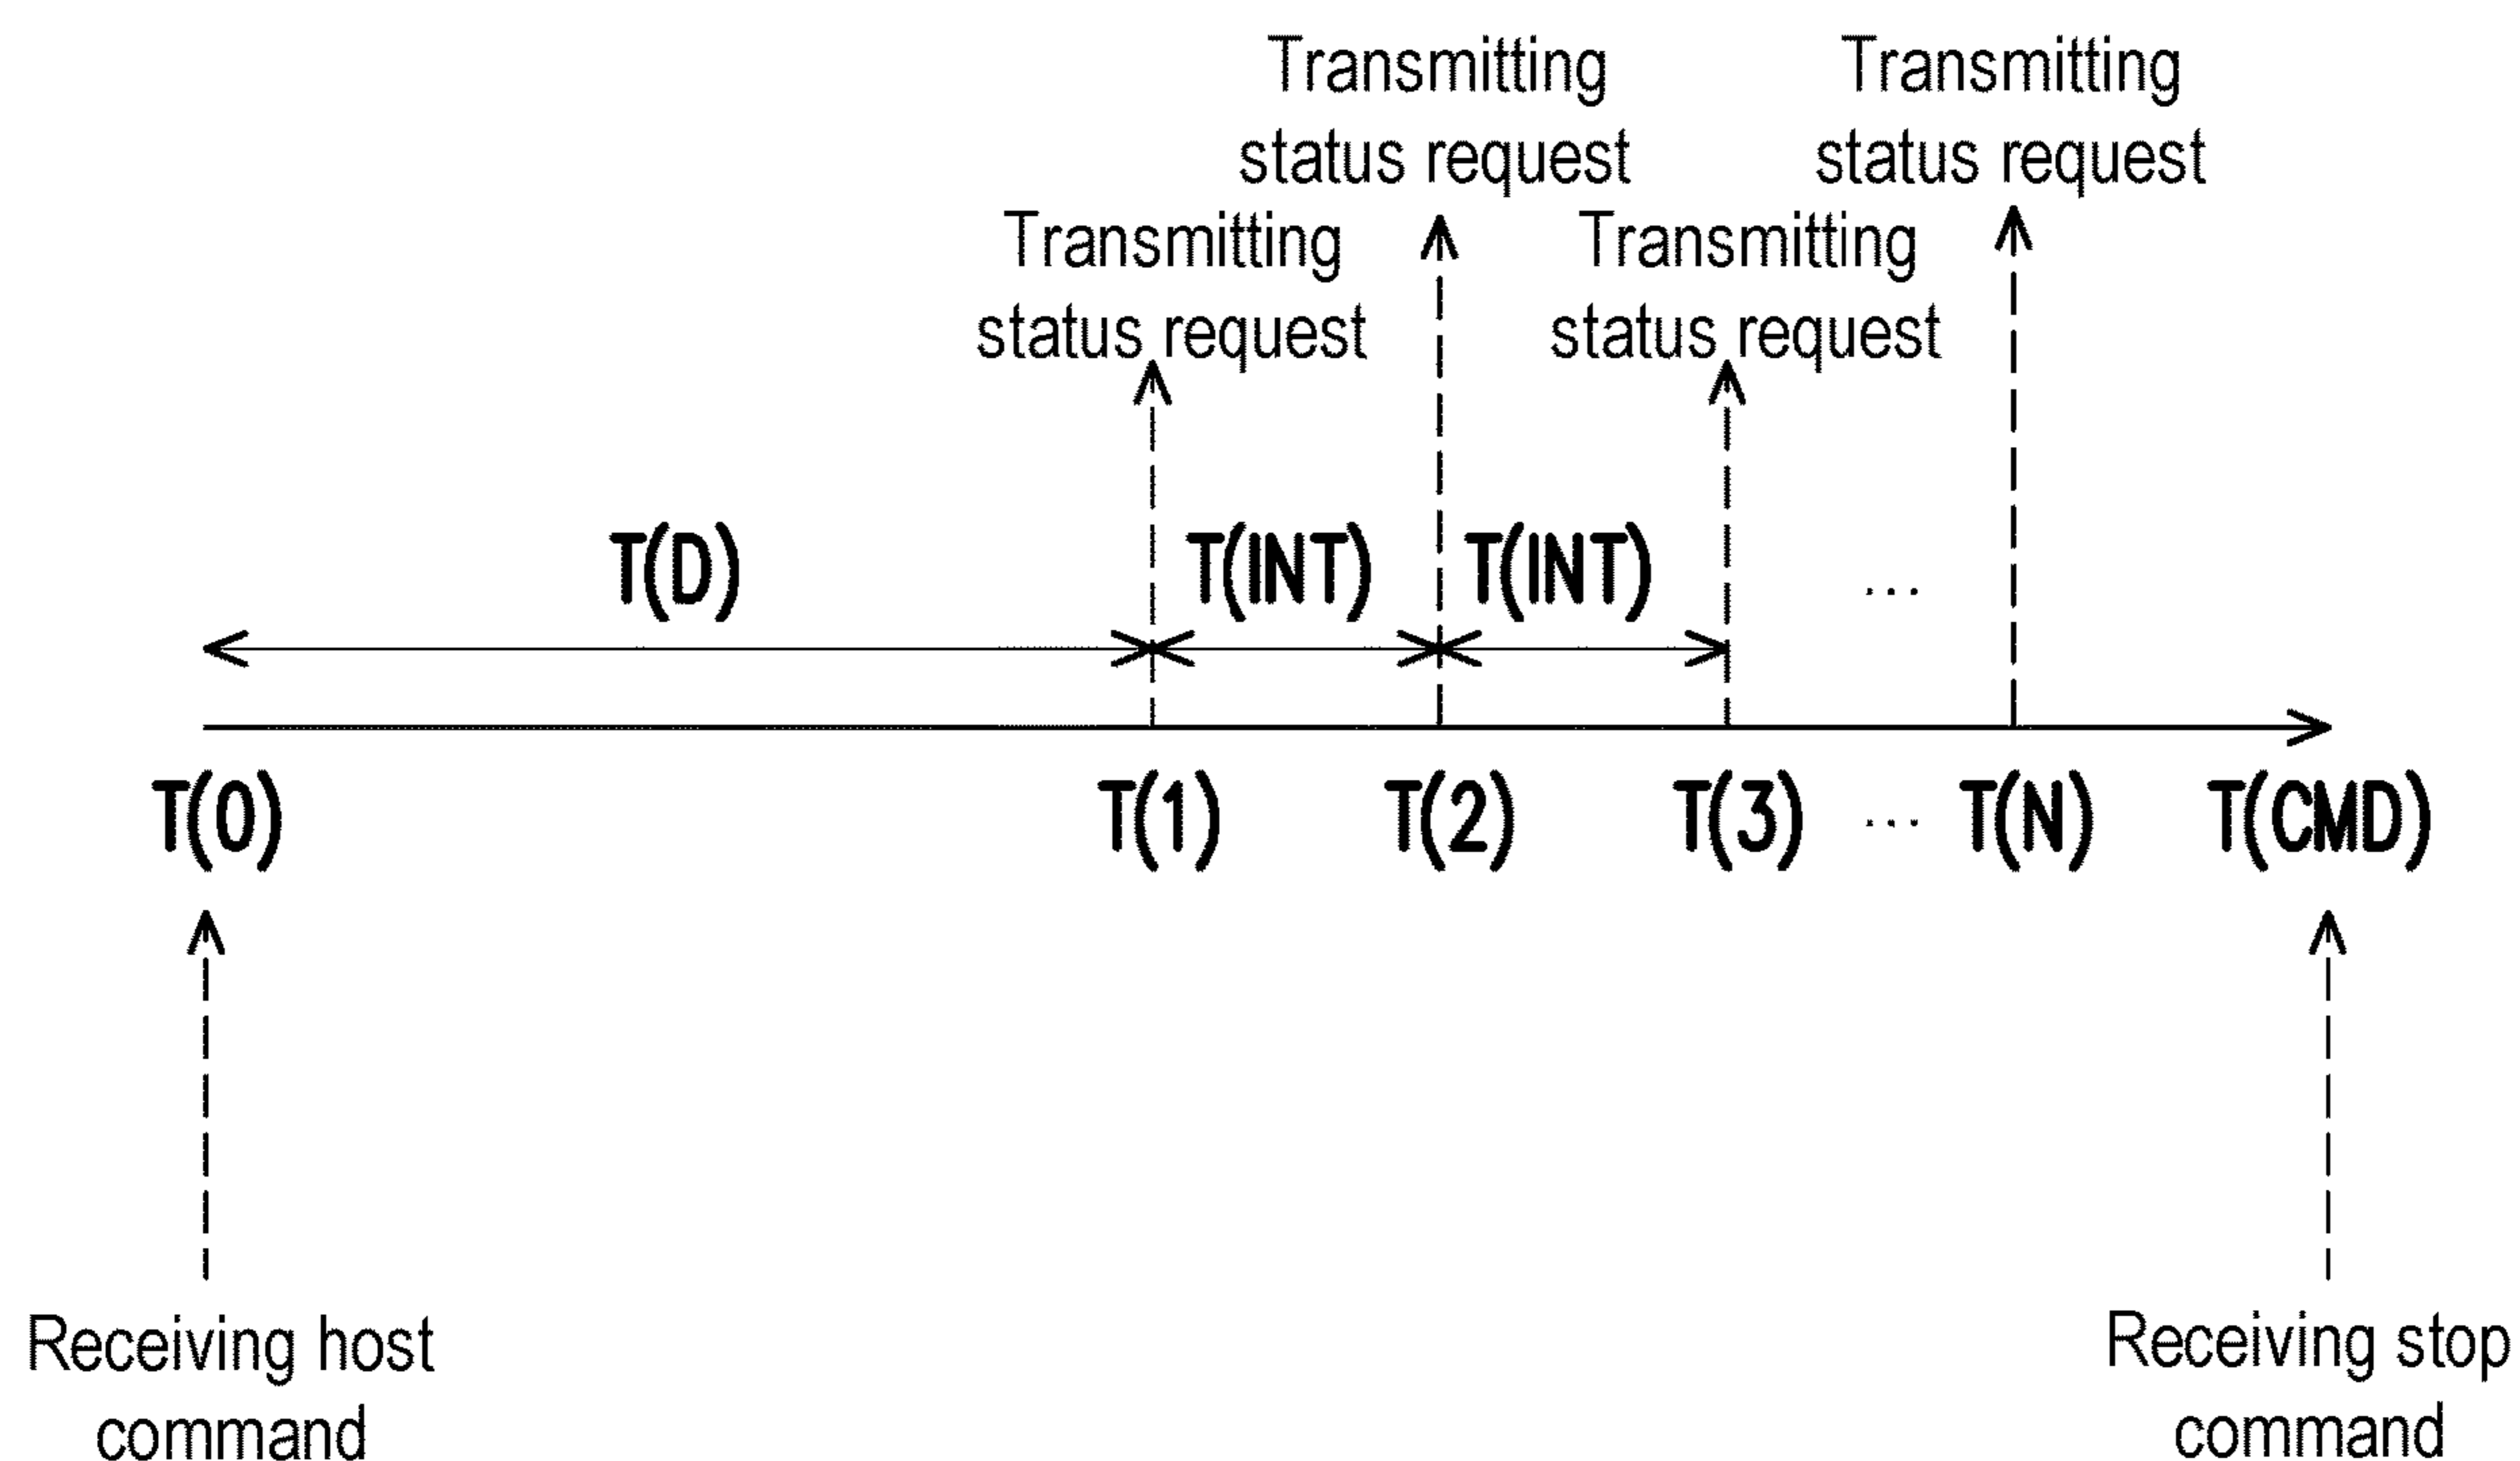 Transmitting
status request
Transmitting
status request
Transmitting
status request
Transmitting
status request
T(D)
T(INT)
T(INT)
...
T(0)
T(1)
T(2)
T(3)
...
T(N)
T(CMD)
Receiving host
command
Receiving stop
command